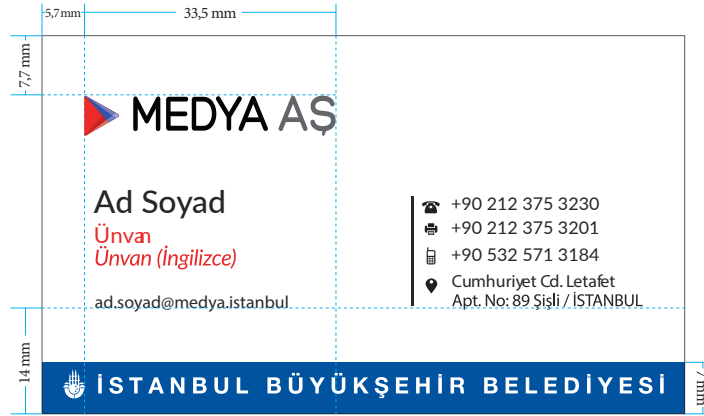 5,7 mm
33,5 mm
7,7 mm
MEDYA AŞ
Ad Soyad
Ünvan
Ünvan (İngilizce)
ad.soyad@medya.istanbul
+90 212 375 3230
+90 212 375 3201
+90 532 571 3184
Cumhuriyet Cd. Letafet
Apt. No: 89 Şişli / İSTANBUL
14 mm
İSTANBUL BÜYÜKŞEHİR BELEDİYESİ
7 mm